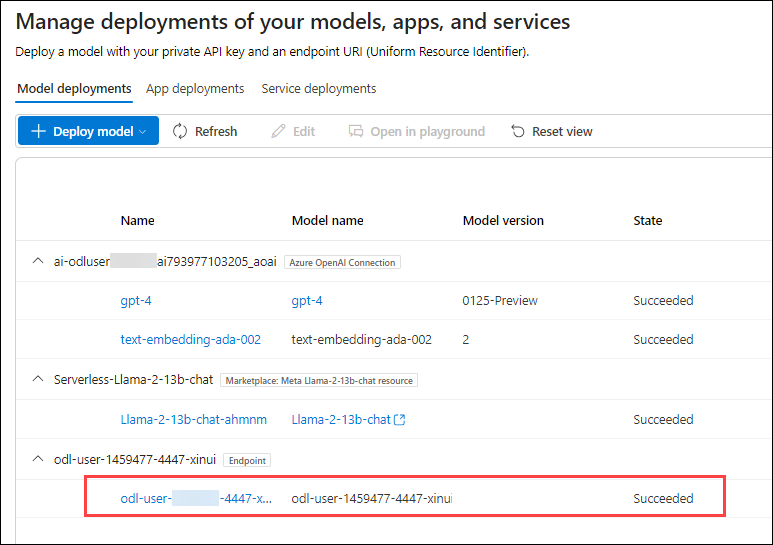 Manage deployments of your models, apps, and services
Deploy a model with your private API key and an endpoint URI (Uniform Resource Identifier).
Model deployments App deployments Service deployments
Deploy model Refresh Edit Open in playground Reset view
Name Model name Model version State
ai-odluser ai793977103205_aoai Azure OpenAI Connection
gpt-4 gpt-4 0125-Preview Succeeded
text-embedding-ada-002 text-embedding-ada-002 2 Succeeded
Serverless-Llama-2-13b-chat Marketplace: Meta Llama-2-13b-chat resource
Llama-2-13b-chat-ahmnm Llama-2-13b-chat Succeeded
odl-user-1459477-4447-xinui Endpoint
odl-user- -4447-x... odl-user-1459477-4447-xinui Succeeded